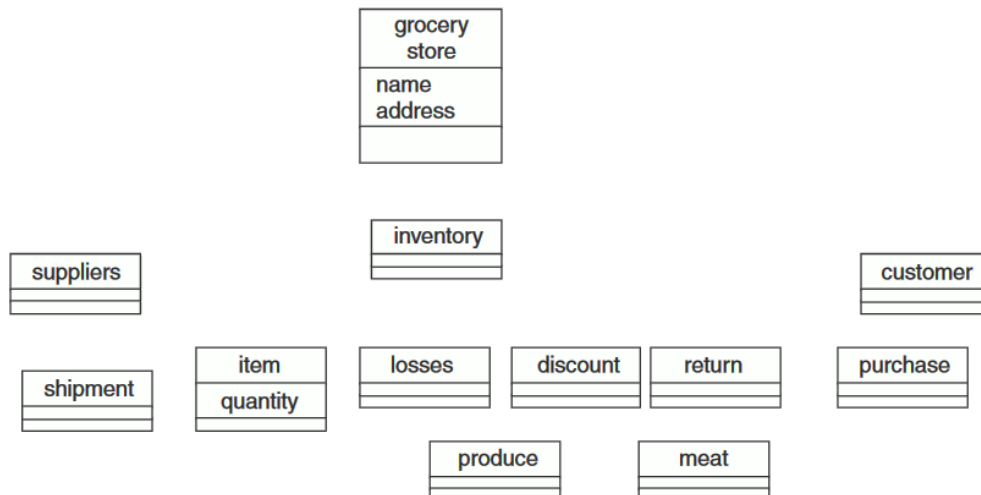 grocery
store
name
address
inventory
suppliers
customer
item
quantity
losses
discount
return
purchase
shipment
produce
meat